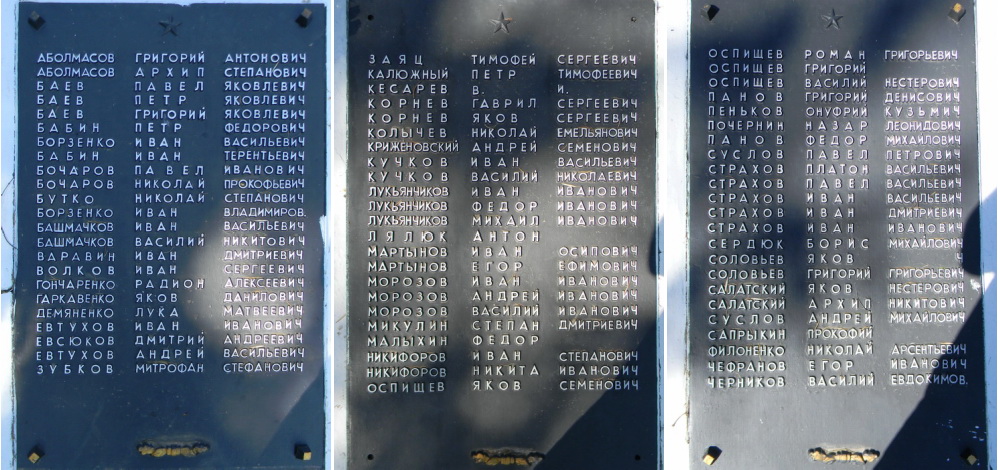 АБОЛМАСОВ ГРИГОРИЙ АНТОНОВИЧ
АБОЛМАСОВ АРХИП СТЕПАНОВИЧ
БАЕВ ПАВЕЛ ЯКОВЛЕВИЧ
БАЕВ ПЕТР ЯКОВЛЕВИЧ
БАЕВ ГРИГОРИЙ ЯКОВЛЕВИЧ
БАБИН ПЕТР ФЕДОРОВИЧ
БОРЗЕНКО ИВАН ВАСИЛЬЕВИЧ
БАБИН ИВАН ТЕРЕНТЬЕВИЧ
БОЧАРОВ ПАВЕЛ ИВАНОВИЧ
БОЧАРОВ НИКОЛАЙ ПРОКОФЬЕВИЧ
БУТКО НИКОЛАЙ СТЕПАНОВИЧ
БОРЗЕНКО ИВАН ВЛАДИМИРОВ.
БАШМАЧКОВ ИВАН ВАСИЛЬЕВИЧ
БАШМАЧКОВ ВАСИЛИЙ НИКИТОВИЧ
ВАРАВИН ИВАН ДМИТРИЕВИЧ
ВОЛКОВ ИВАН СЕРГЕЕВИЧ
ГОНЧАРЕНКО РАДИОН АЛЕКСЕЕВИЧ
ГАРКАВЕНКО ЯКОВ ДАНИЛОВИЧ
ДЕМЯНЕНКО ЛУКА МАТВЕЕВИЧ
ЕВТУХОВ ИВАН ИВАНОВИЧ
ЕВСЮКОВ ДМИТРИЙ АНДРЕЕВИЧ
ЕВТУХОВ АНДРЕЙ ВАСИЛЬЕВИЧ
ЗУБКОВ МИТРОФАН СТЕФАНОВИЧ
ЗАЯЦ ТИМОФЕЙ СЕРГЕЕВИЧ
КАЛЮЖНЫЙ ПЕТР ТИМОФЕЕВИЧ
КЕСАРЕВ В. И.
КОРНЕВ ГАВРИЛ СЕРГЕЕВИЧ
КОРНЕВ ЯКОВ СЕРГЕЕВИЧ
КОЛЫЧЕВ НИКОЛАЙ ЕМЕЛЬЯНОВИЧ
КРИЖЕНОВСКИЙ АНДРЕЙ СЕМЕНОВИЧ
КУЧКОВ ИВАН ВАСИЛЬЕВИЧ
КУЧКОВ ВАСИЛИЙ НИКОЛАЕВИЧ
ЛУКЬЯНЧИКОВ ИВАН ИВАНОВИЧ
ЛУКЬЯНЧИКОВ ФЕДОР ИВАНОВИЧ
ЛУКЬЯНЧИКОВ МИХАИЛ ИВАНОВИЧ
ЛЯЛЮК АНТОН
МАРТЫНОВ ИВАН ОСИПОВИЧ
МАРТЫНОВ ЕГОР ЕФИМОВИЧ
МОРОЗОВ ИВАН ИВАНОВИЧ
МОРОЗОВ АНДРЕЙ ИВАНОВИЧ
МОРОЗОВ ВАСИЛИЙ ИВАНОВИЧ
МИКУЛИН СТЕПАН ДМИТРИЕВИЧ
МАЛЫХИН ФЕДОР
НИКИФОРОВ ИВАН СТЕПАНОВИЧ
НИКИФОРОВ НИКИТА ИВАНОВИЧ
ОСПИЩЕВ ЯКОВ СЕМЕНОВИЧ
ОСПИЩЕВ РОМАН ГРИГОРЬЕВИЧ
ОСПИЩЕВ ГРИГОРИЙ
ОСПИЩЕВ ВАСИЛИЙ НЕСТЕРОВИЧ
ПАНОВ ГРИГОРИЙ ДЕНИСОВИЧ
ПЕНЬКОВ ОНУФРИЙ КУЗЬМИЧ
ПОЧЕРНИН НАЗАР ЛЕОНИДОВИЧ
ПАНОВ ФЕДОР МИХАЙЛОВИЧ
СУСЛОВ ПАВЕЛ ПЕТРОВИЧ
СТРАХОВ ПЛАТОН ВАСИЛЬЕВИЧ
СТРАХОВ ПАВЕЛ ВАСИЛЬЕВИЧ
СТРАХОВ ИВАН ВАСИЛЬЕВИЧ
СТРАХОВ ИВАН ДМИТРИЕВИЧ
СТРАХОВ ИВАН ИВАНОВИЧ
СЕРДЮК БОРИС МИХАЙЛОВИЧ
СОЛОВЬЕВ ЯКОВ Ч
СОЛОВЬЕВ ГРИГОРИЙ ГРИГОРЬЕВИЧ
САЛАТСКИЙ ЯКОВ НЕСТЕРОВИЧ
САЛАТСКИЙ АРХИП НИКИТОВИЧ
СУСЛОВ АНДРЕЙ МИХАЙЛОВИЧ
САПРЫКИН ПРОКОФИЙ
ФИЛОНЕНКО НИКОЛАЙ АРСЕНТЬЕВИЧ
ЧЕФРАНОВ ЕГОР ИВАНОВИЧ
ЧЕРНИКОВ ВАСИЛИЙ ЕВДОКИМОВ.